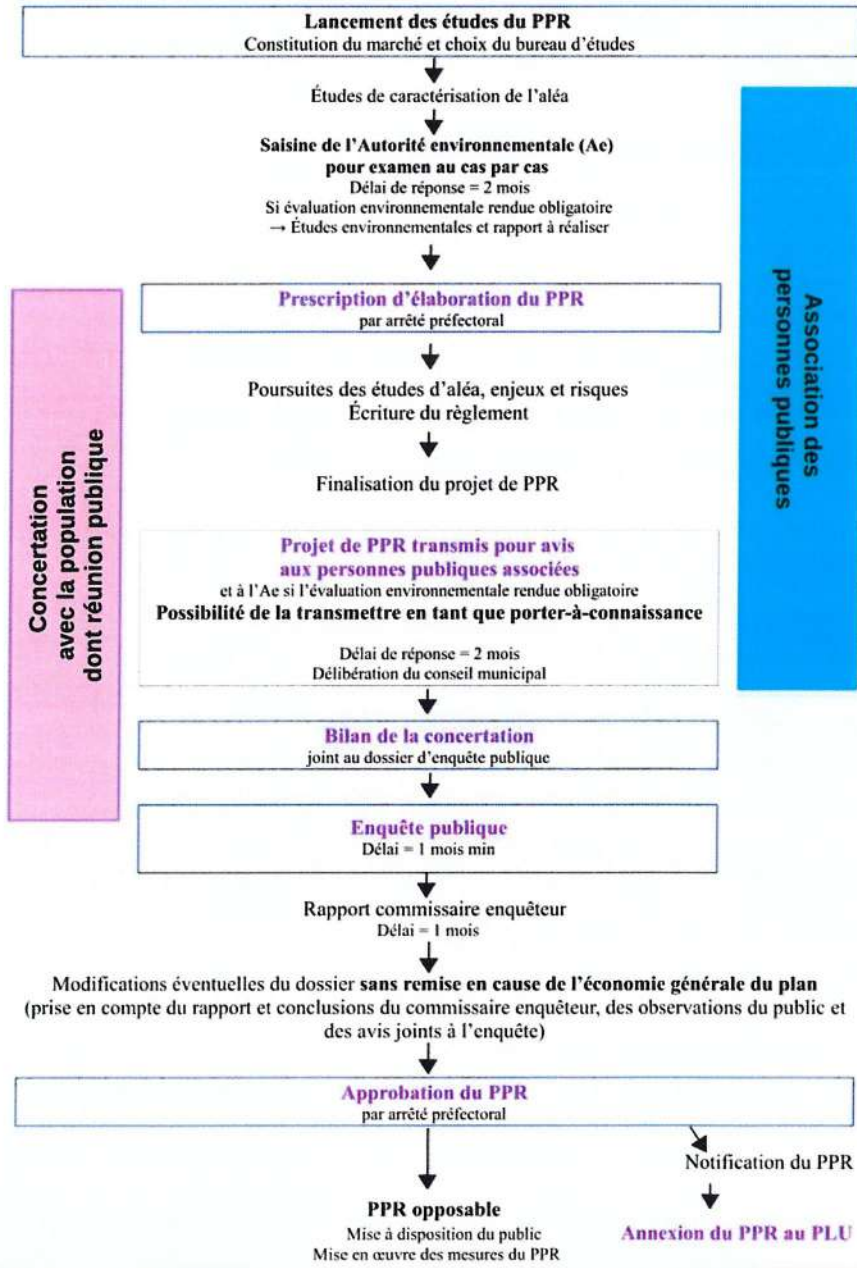 Lancement des études du PPR
Constitution du marché et choix du bureau d'études
Études de caractérisation de l'aléa
Saisine de l'Autorité environnementale (Ae)
pour examen au cas par cas
Délai de réponse = 2 mois
Si évaluation environnementale rendue obligatoire
→ Études environnementales et rapport à réaliser
Association des
personnes publiques
Concertation
avec la population
dont réunion publique
Prescription d'élaboration du PPR
par arrêté préfectoral
Poursuites des études d'aléa, enjeux et risques
Écriture du règlement
Finalisation du projet de PPR
Projet de PPR transmis pour avis
aux personnes publiques associées
et à l'Ae si l'évaluation environnementale rendue obligatoire
Possibilité de la transmettre en tant que porter-à-connaissance
Délai de réponse = 2 mois
Délibération du conseil municipal
Bilan de la concertation
joint au dossier d'enquête publique
Enquête publique
Délai = 1 mois min
Rapport commissaire enquêteur
Délai = 1 mois
Modifications éventuelles du dossier sans remise en cause de l'économie générale du plan
(prise en compte du rapport et conclusions du commissaire enquêteur, des observations du public et
des avis joints à l'enquête)
Approbation du PPR
par arrêté préfectoral
Notification du PPR
PPR opposable
Mise à disposition du public
Mise en œuvre des mesures du PPR
Annexion du PPR au PLU